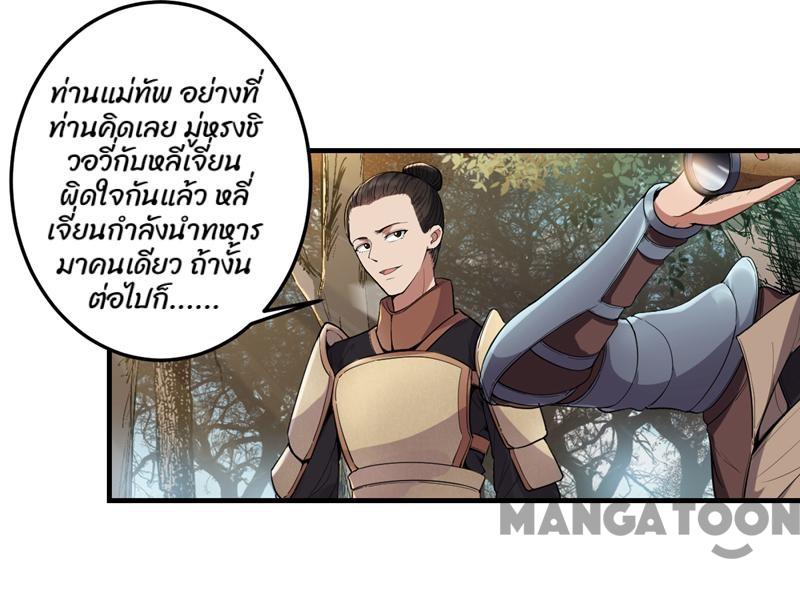 ท่านแม่ทัพ อย่างที่
ท่านคิดเลย มู่หรงชิ
วอวี่กับหลี่เจี่ยน
ผิดใจกันแล้ว หลี่
เจี่ยนกำลังนำทหาร
มาคนเดียว ถ้างั้น
ต่อไปก็......
MANGATOON